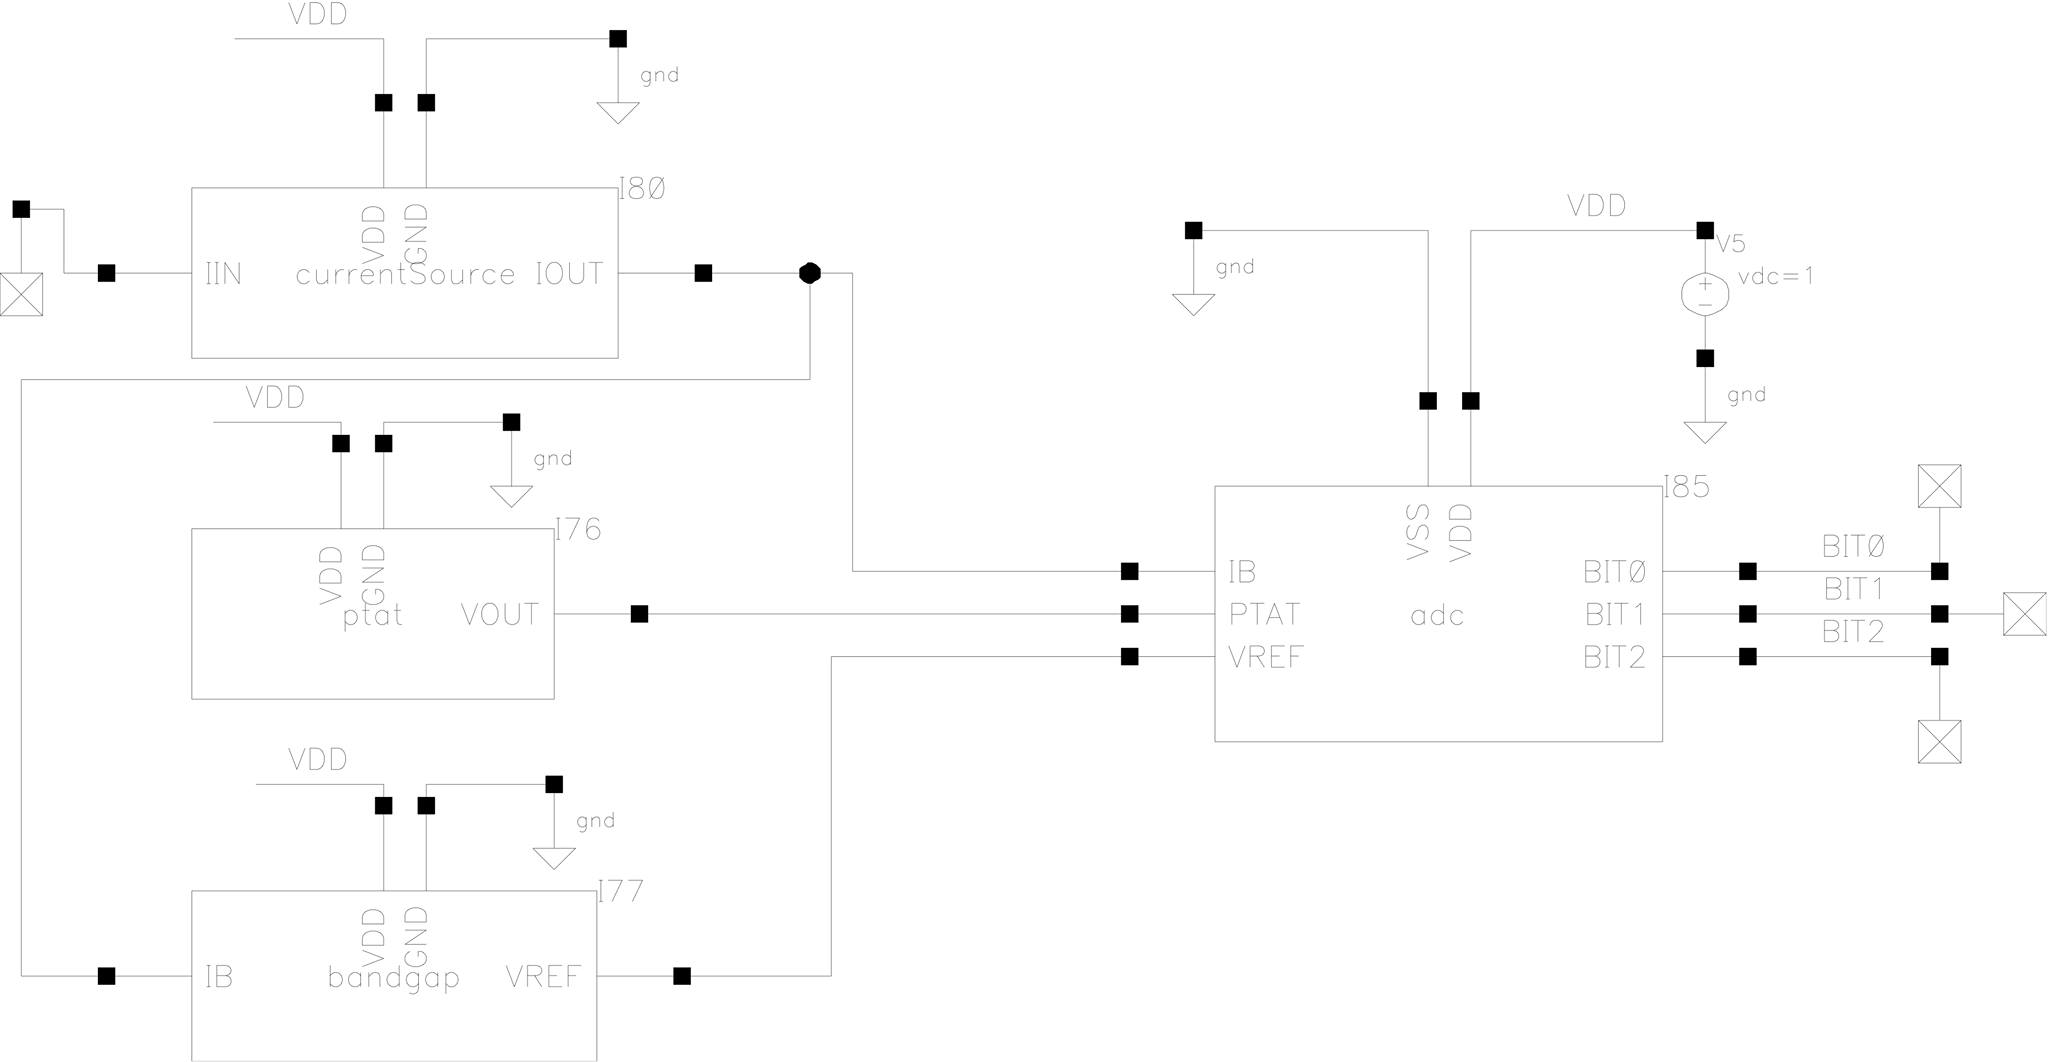 VDD
gnd
I80
VDD
GND
IIN
currentSource
IOUT
VDD
gnd
I76
VDD
GND
ptat
VOUT
VDD
gnd
I77
VDD
GND
IB
bandgap
VREF
gnd
VDD
V5
vdc=1
gnd
I85
VSS
VDD
IB
PTAT
VREF
adc
BIT0
BIT1
BIT2
BIT0
BIT1
BIT2